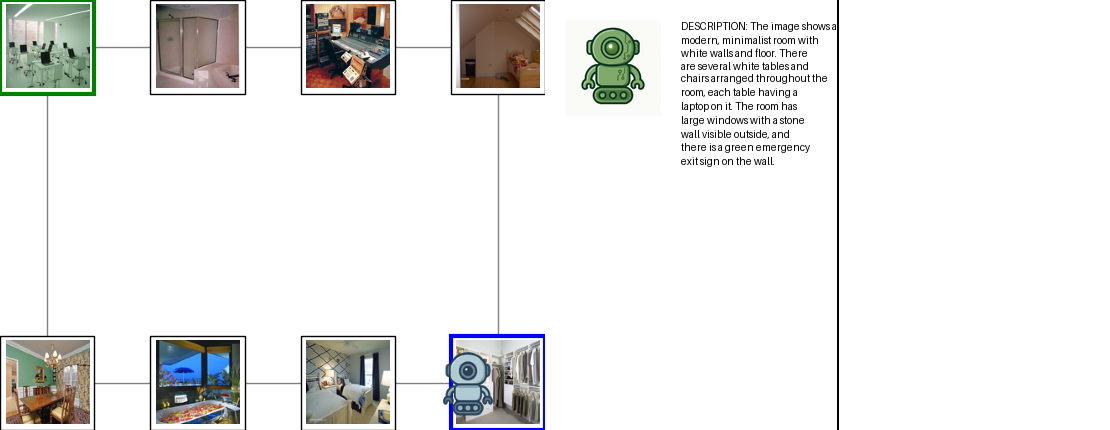 DESCRIPTION: The image shows a
modern, minimalist room with
white walls and floor. There
are several white tables and
chairs arranged throughout the
room, each table having a
laptop on it. The room has
large windows with a stone
wall visible outside, and
there is a green emergency
exit sign on the wall.